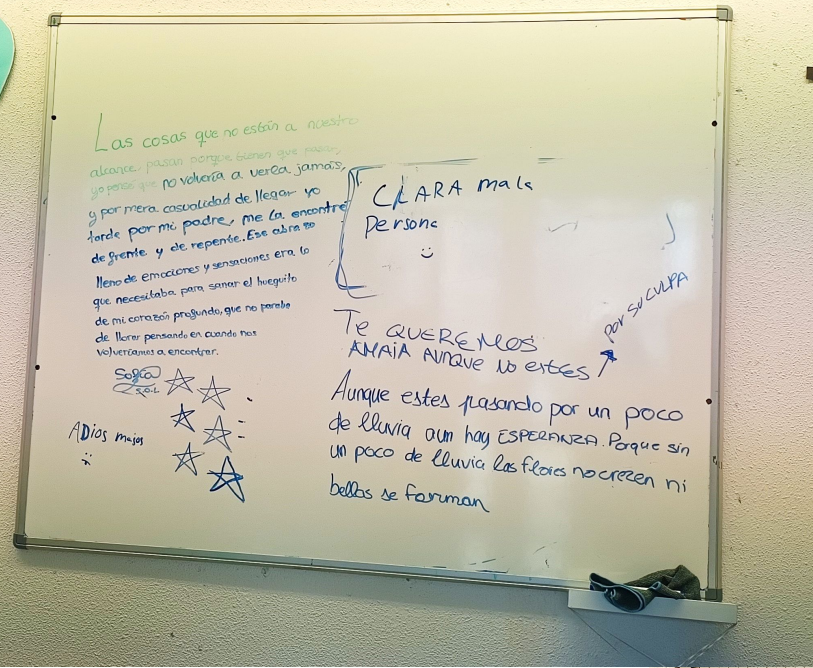 Las cosas que no están a nuestro
alcance, pasan porque tienen que pasar,
yo pensé que no volvería a verla jamás,
y por mera casualidad de llegar yo
tarde por mi padre, me la encontre
de frente y de repente. Ese abrazo
lleno de emociones y sensaciones era lo
que necesitaba para sanar el hueguito
de mi corazón profundo, que no paraba
de llorar pensando en cuando nos
volveríamos a encontrar.
Sofía
S.O.L
ADios majos
CLARA mala
persona
Te QUEREMOS
AMAIA AUNQUE NO estés
por SU CULPA
Aunque estes pasando por un poco
de lluvia aun hay ESPERANZA. Porque sin
un poco de lluvia las flores no crezen ni
bellas se forman